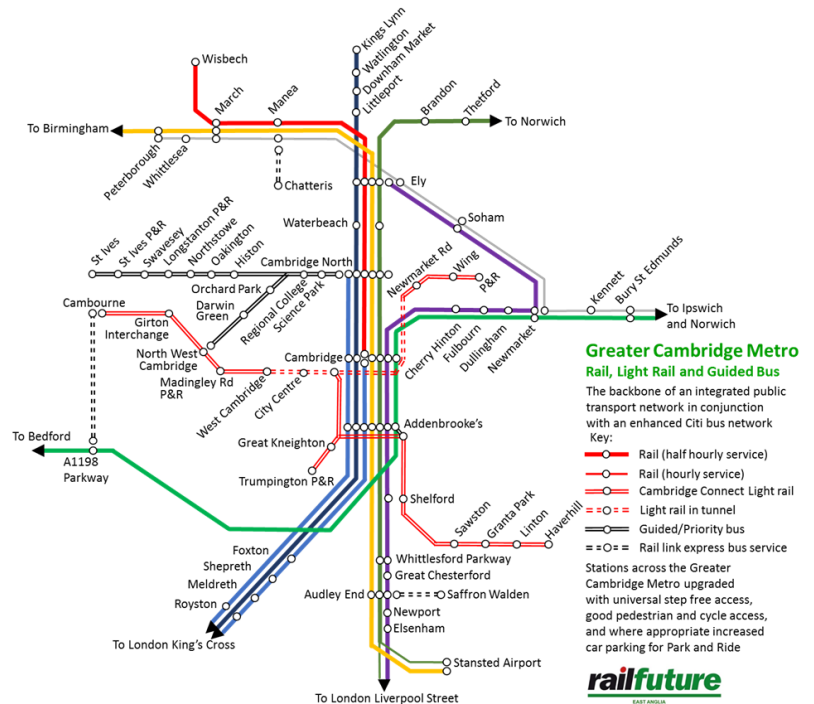 Kings Lynn
Watlington
Downham Market
Littleport
Wisbech
March
Manea
Brandon
Thetford
To Norwich
To Birmingham
Peterborough
Whittlesea
Chatteris
Ely
Waterbeach
Soham
St Ives
St Ives P&R
Swavesey
Longstanton P&R
Northstowe
Oakington
Histon
Cambridge North
Newmarket Rd
Wing
P&R
Orchard Park
Darwin
Green
Regional College
Science Park
Kennett
Bury St Edmunds
To Ipswich
and Norwich
Cambourne
Girton
Interchange
North West
Cambridge
Madingley Rd
P&R
West Cambridge
City Centre
Cambridge
Cherry Hinton
Fulbourn
Dullingham
Newmarket
Greater Cambridge Metro
Rail, Light Rail and Guided Bus
The backbone of an integrated public
transport network in conjunction
with an enhanced Citi bus network
Key:
Rail (half hourly service)
Rail (hourly service)
Cambridge Connect Light rail
Light rail in tunnel
Guided/Priority bus
Rail link express bus service
Stations across the Greater
Cambridge Metro upgraded
with universal step free access,
good pedestrian and cycle access,
and where appropriate increased
car parking for Park and Ride
To Bedford
A1198
Parkway
Addenbrooke's
Great Kneighton
Trumpington P&R
Shelford
Sawston
Granta Park
Linton
Haverhill
Foxton
Shepreth
Meldreth
Royston
To London King's Cross
Whittlesford Parkway
Great Chesterford
Audley End
Saffron Walden
Newport
Elsenham
Stansted Airport
To London Liverpool Street
railfuture
EAST ANGLIA